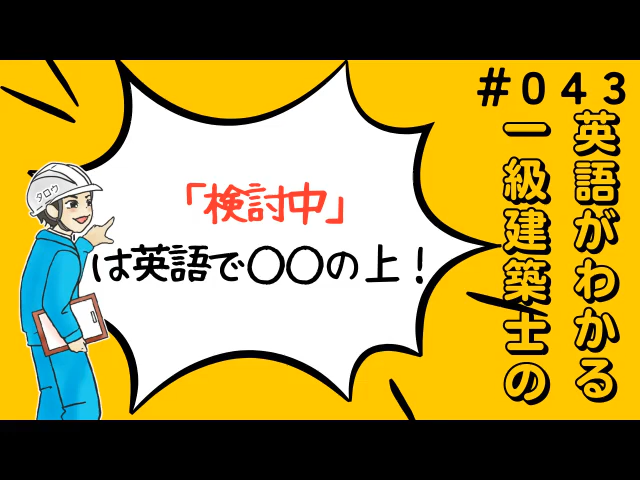 #043
英語がわかる
一級建築士の
「検討中」
は英語で〇〇の上！
タロウ